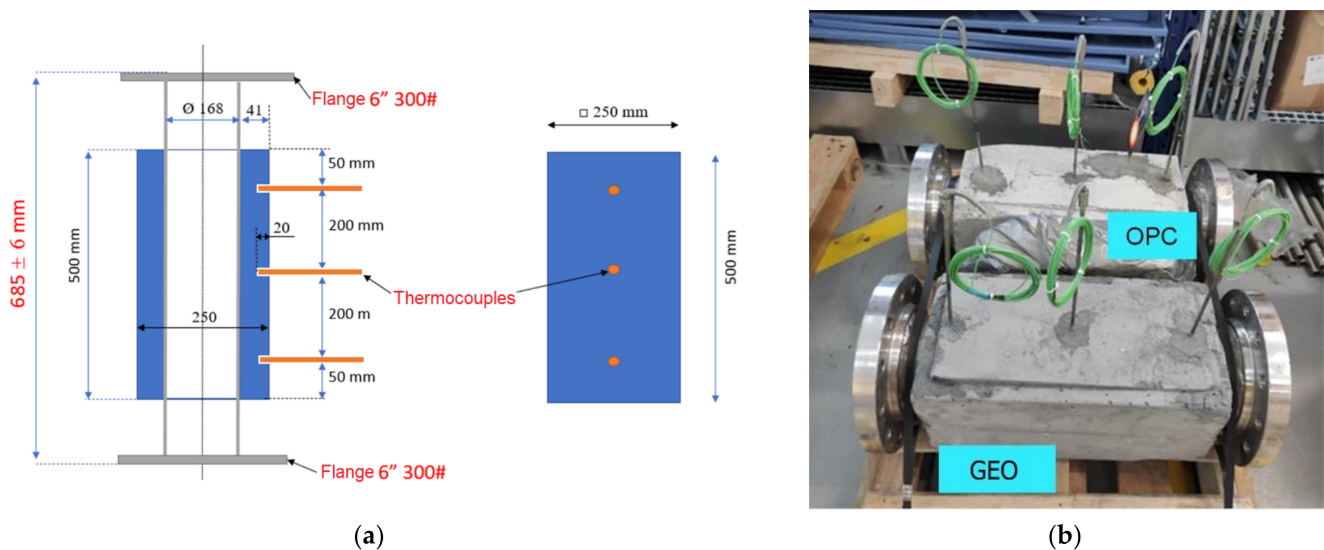 Flange 6” 300#
Ø 168
41
50 mm
200 mm
20
685 ± 6 mm
500 mm
Thermocouples
250
200 m
50 mm
Flange 6” 300#
□ 250 mm
500 mm
OPC
GEO
(a)
(b)